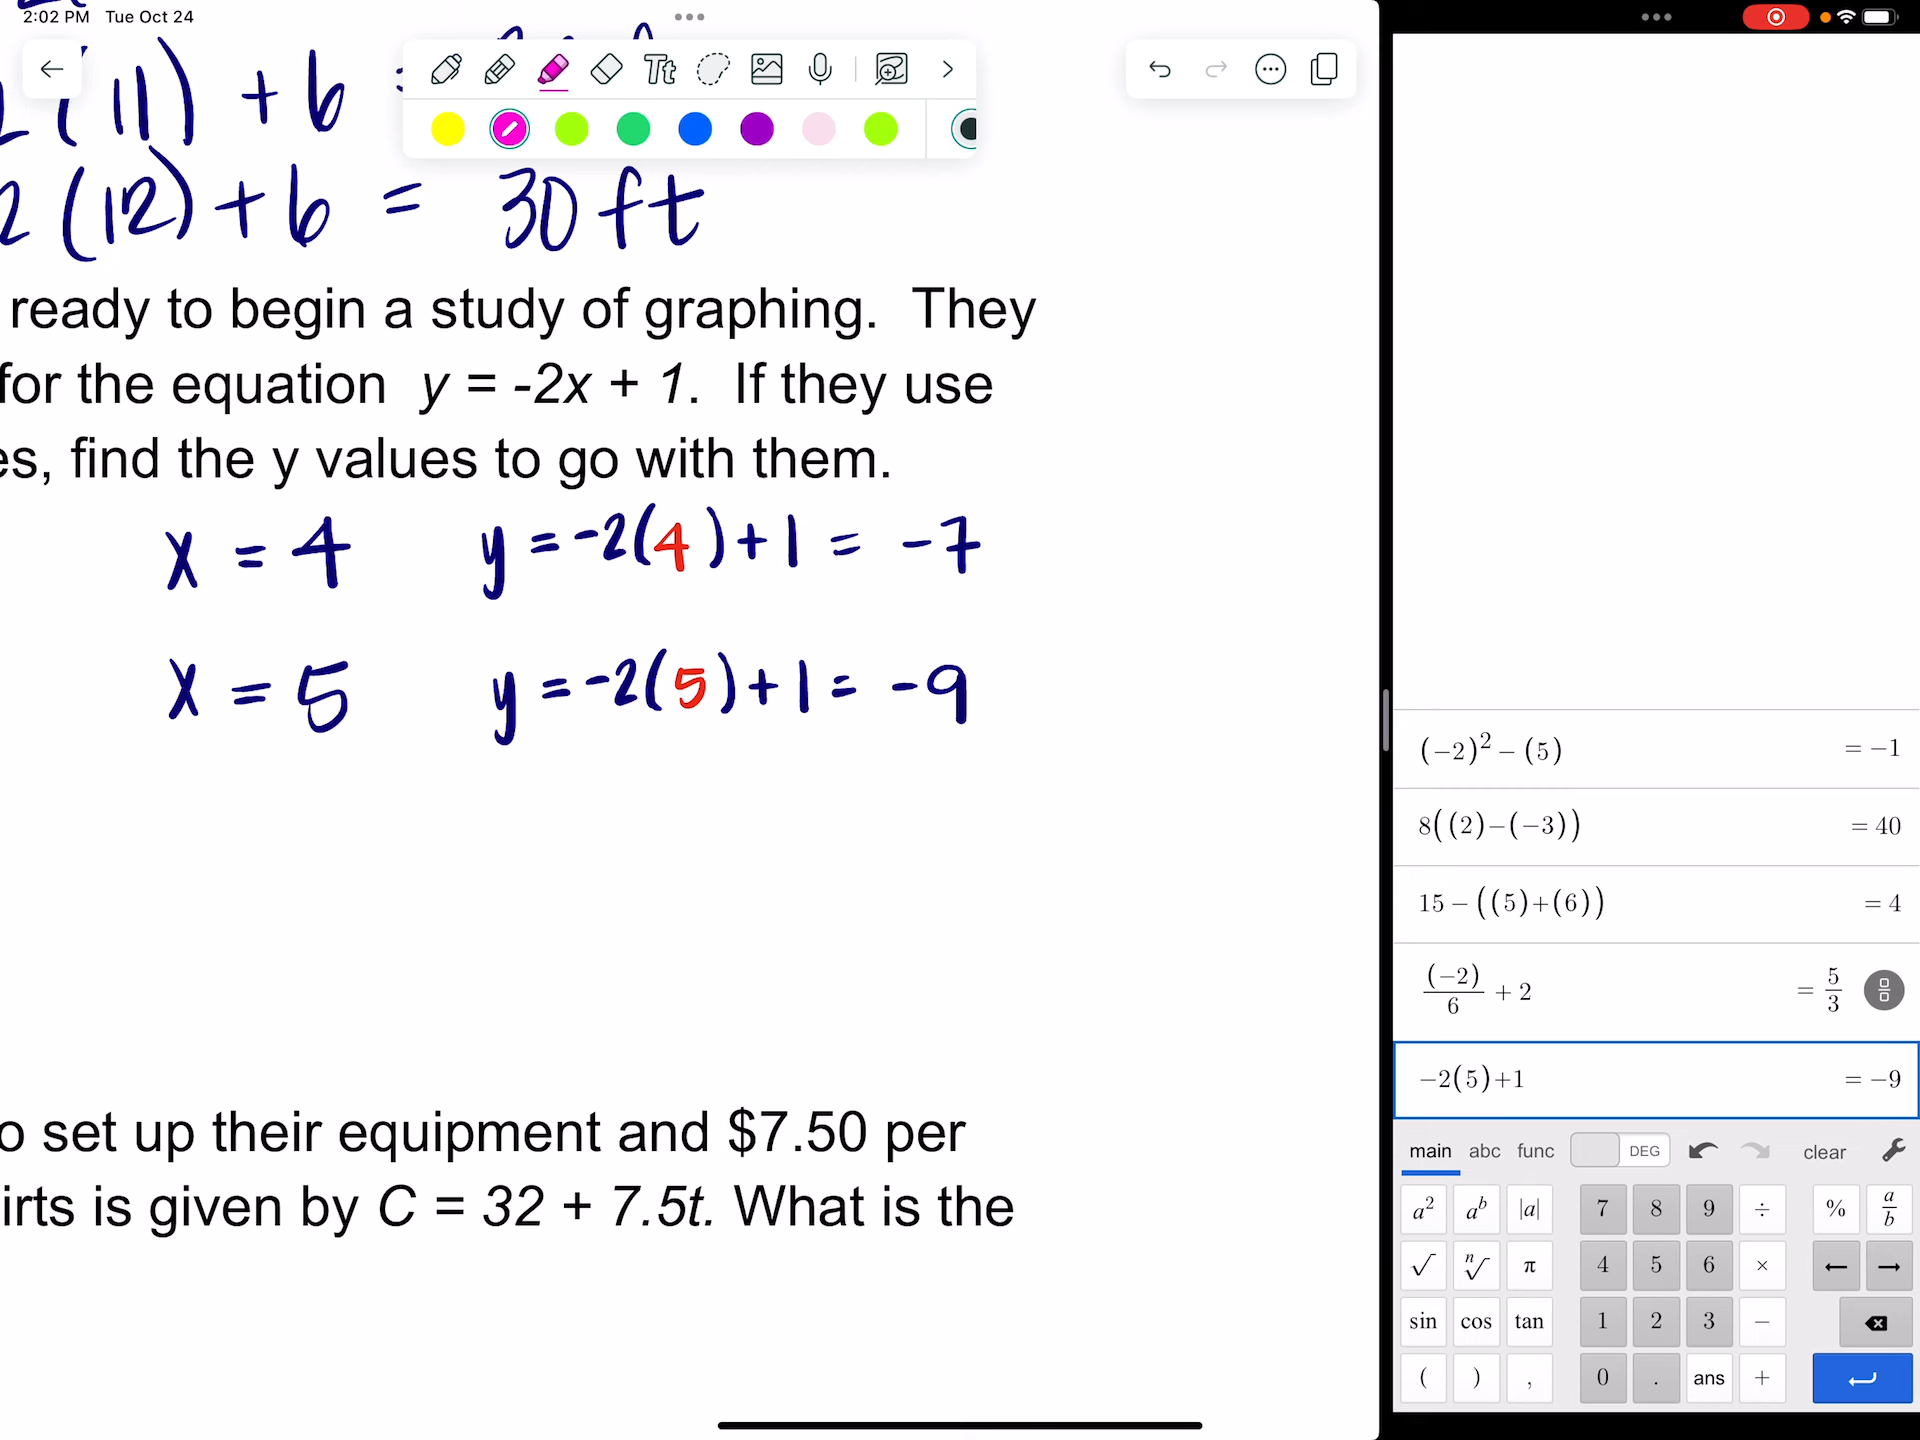 2:02 PM Tue Oct 24
(11) + 6 =
Tt
2(12) + 6 = 30 ft
ready to begin a study of graphing. They
for the equation y = -2x + 1. If they use
es, find the y values to go with them.
x = 4 y = -2(4) + 1 = -7
x = 5 y = -2(5) + 1 = -9
o set up their equipment and $7.50 per
irts is given by C = 32 + 7.5t. What is the
(−2)² − (5) = −1
8((2)−(−3)) = 40
15 − ((5)+(6)) = 4
(−2)/6 + 2 = 5/3
−2(5)+1 = −9
main abc func DEG clear
a² aᵇ |a| 7 8 9 ÷ % a/b
√ ⁿ√ π 4 5 6 × ← →
sin cos tan 1 2 3 −
( ) , 0 . ans +